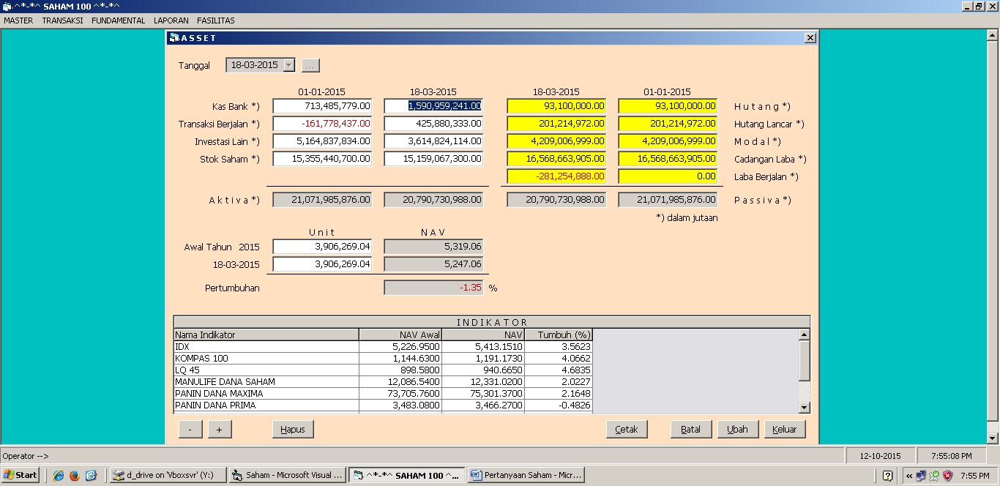 ^*-*^ SAHAM 100 ^*-*^
MASTER TRANSAKSI FUNDAMENTAL LAPORAN FASILITAS
A S S E T
Tanggal 18-03-2015 ...
01-01-2015 18-03-2015 18-03-2015 01-01-2015
Kas Bank *) 713,485,779.00 1,590,959,241.00 93,100,000.00 93,100,000.00 H u t a n g *)
Transaksi Berjalan *) -161,778,437.00 425,880,333.00 201,214,972.00 201,214,972.00 Hutang Lancar *)
Investasi Lain *) 5,164,837,834.00 3,614,824,114.00 4,209,006,999.00 4,209,006,999.00 M o d a l *)
Stok Saham *) 15,355,440,700.00 15,159,067,300.00 16,568,663,905.00 16,568,663,905.00 Cadangan Laba *)
-281,254,888.00 0.00 Laba Berjalan *)
A k t i v a *) 21,071,985,876.00 20,790,730,988.00 20,790,730,988.00 21,071,985,876.00 P a s s i v a *)
*) dalam jutaan
U n i t N A V
Awal Tahun 2015 3,906,269.04 5,319.06
18-03-2015 3,906,269.04 5,247.06
Pertumbuhan -1.35 %
I N D I K A T O R
Nama Indikator NAV Awal NAV Tumbuh (%)
IDX 5,226.9500 5,413.1510 3.5623
KOMPAS 100 1,144.6300 1,191.1730 4.0662
LQ 45 898.5800 940.6650 4.6835
MANULIFE DANA SAHAM 12,086.5400 12,331.0200 2.0227
PANIN DANA MAXIMA 73,705.7600 75,301.3700 2.1648
PANIN DANA PRIMA 3,483.0800 3,466.2700 -0.4826
- + Hapus Cetak Batal Ubah Keluar
Operator --> 12-10-2015 7:55:08 PM
Start d_drive on 'Vboxsvr' (Y:) Saham - Microsoft Visual ... ^*-*^ SAHAM 100 ^... Pertanyaan Saham - Micr... « 7:55 PM